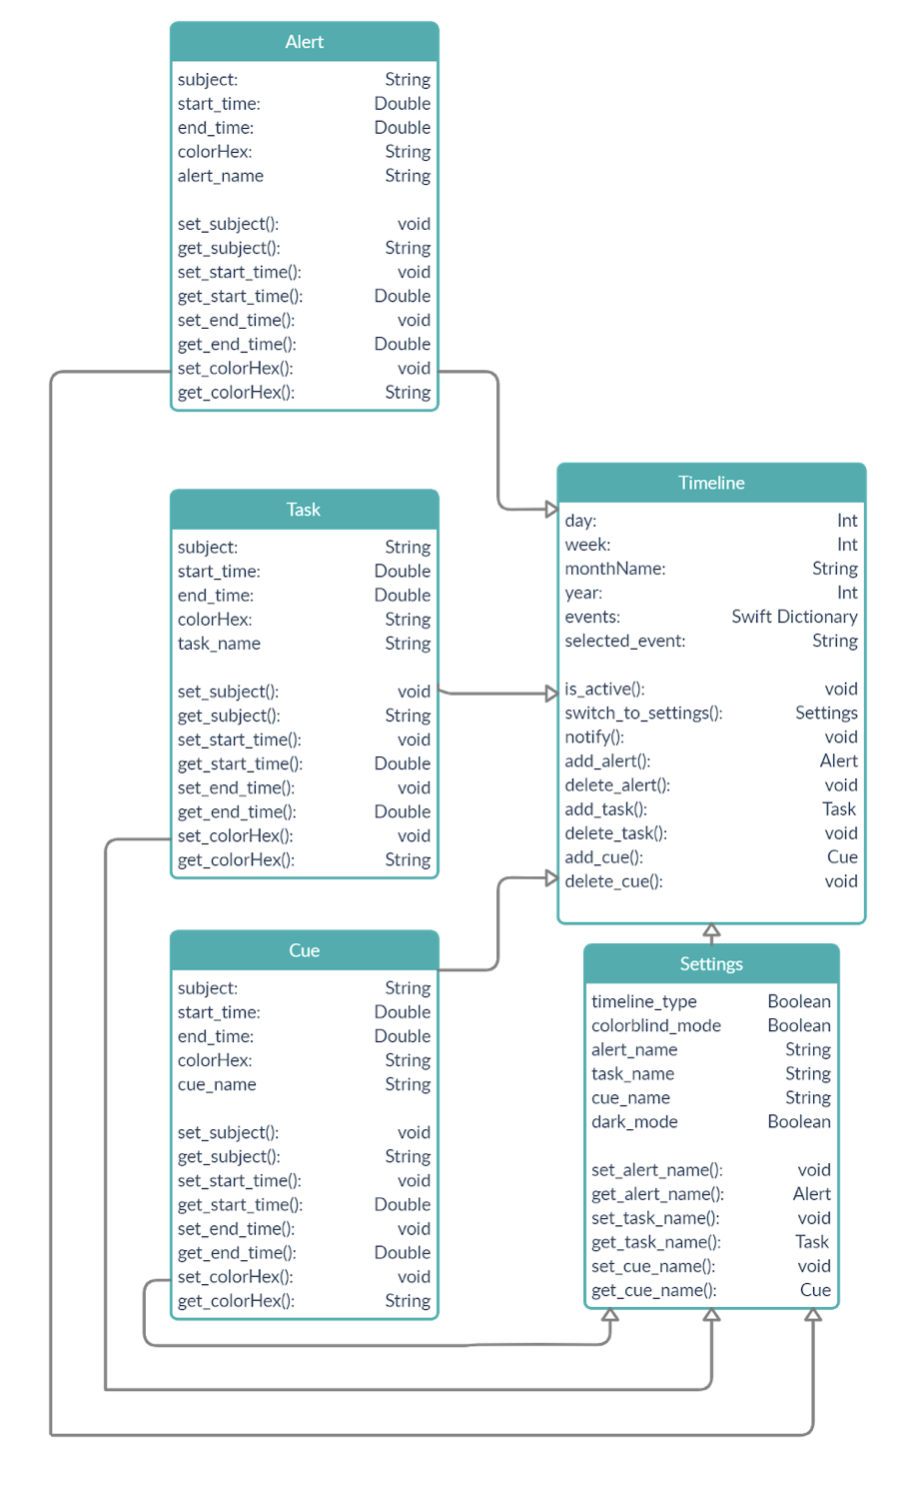 Alert
subject: String
start_time: Double
end_time: Double
colorHex: String
alert_name String
set_subject(): void
get_subject(): String
set_start_time(): void
get_start_time(): Double
set_end_time(): void
get_end_time(): Double
set_colorHex(): void
get_colorHex(): String
Task
subject: String
start_time: Double
end_time: Double
colorHex: String
task_name String
set_subject(): void
get_subject(): String
set_start_time(): void
get_start_time(): Double
set_end_time(): void
get_end_time(): Double
set_colorHex(): void
get_colorHex(): String
Timeline
day: Int
week: Int
monthName: String
year: Int
events: Swift Dictionary
selected_event: String
is_active(): void
switch_to_settings(): Settings
notify(): void
add_alert(): Alert
delete_alert(): void
add_task(): Task
delete_task(): void
add_cue(): Cue
delete_cue(): void
Cue
subject: String
start_time: Double
end_time: Double
colorHex: String
cue_name String
set_subject(): void
get_subject(): String
set_start_time(): void
get_start_time(): Double
set_end_time(): void
get_end_time(): Double
set_colorHex(): void
get_colorHex(): String
Settings
timeline_type Boolean
colorblind_mode Boolean
alert_name String
task_name String
cue_name String
dark_mode Boolean
set_alert_name(): void
get_alert_name(): Alert
set_task_name(): void
get_task_name(): Task
set_cue_name(): void
get_cue_name(): Cue